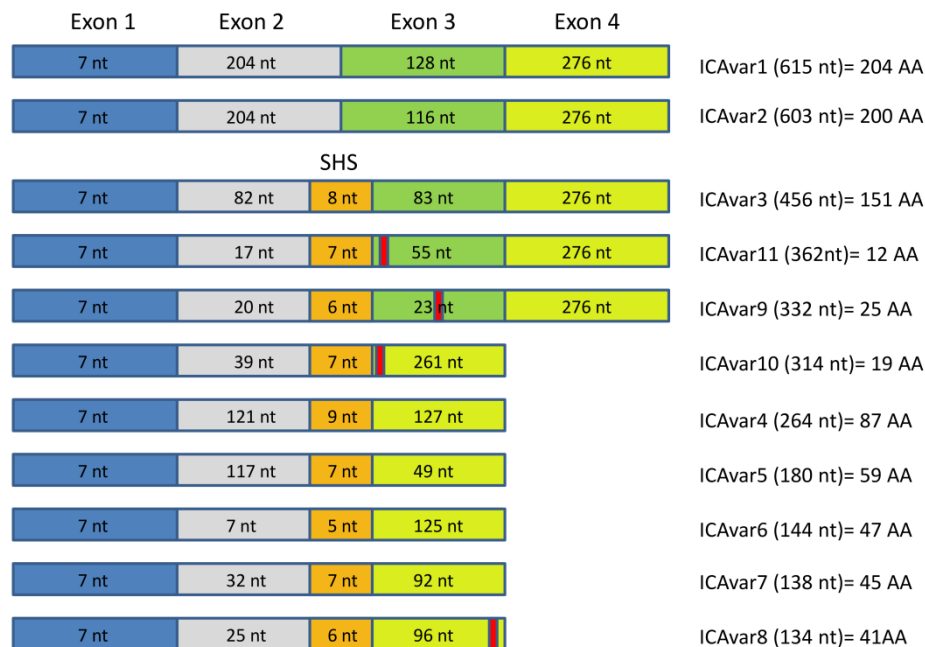 Exon 1 Exon 2 Exon 3 Exon 4
7 nt 204 nt 128 nt 276 nt ICAvar1 (615 nt)= 204 AA
7 nt 204 nt 116 nt 276 nt ICAvar2 (603 nt)= 200 AA
SHS
7 nt 82 nt 8 nt 83 nt 276 nt ICAvar3 (456 nt)= 151 AA
7 nt 17 nt 7 nt 55 nt 276 nt ICAvar11 (362nt)= 12 AA
7 nt 20 nt 6 nt 23 nt 276 nt ICAvar9 (332 nt)= 25 AA
7 nt 39 nt 7 nt 261 nt ICAvar10 (314 nt)= 19 AA
7 nt 121 nt 9 nt 127 nt ICAvar4 (264 nt)= 87 AA
7 nt 117 nt 7 nt 49 nt ICAvar5 (180 nt)= 59 AA
7 nt 7 nt 5 nt 125 nt ICAvar6 (144 nt)= 47 AA
7 nt 32 nt 7 nt 92 nt ICAvar7 (138 nt)= 45 AA
7 nt 25 nt 6 nt 96 nt ICAvar8 (134 nt)= 41AA